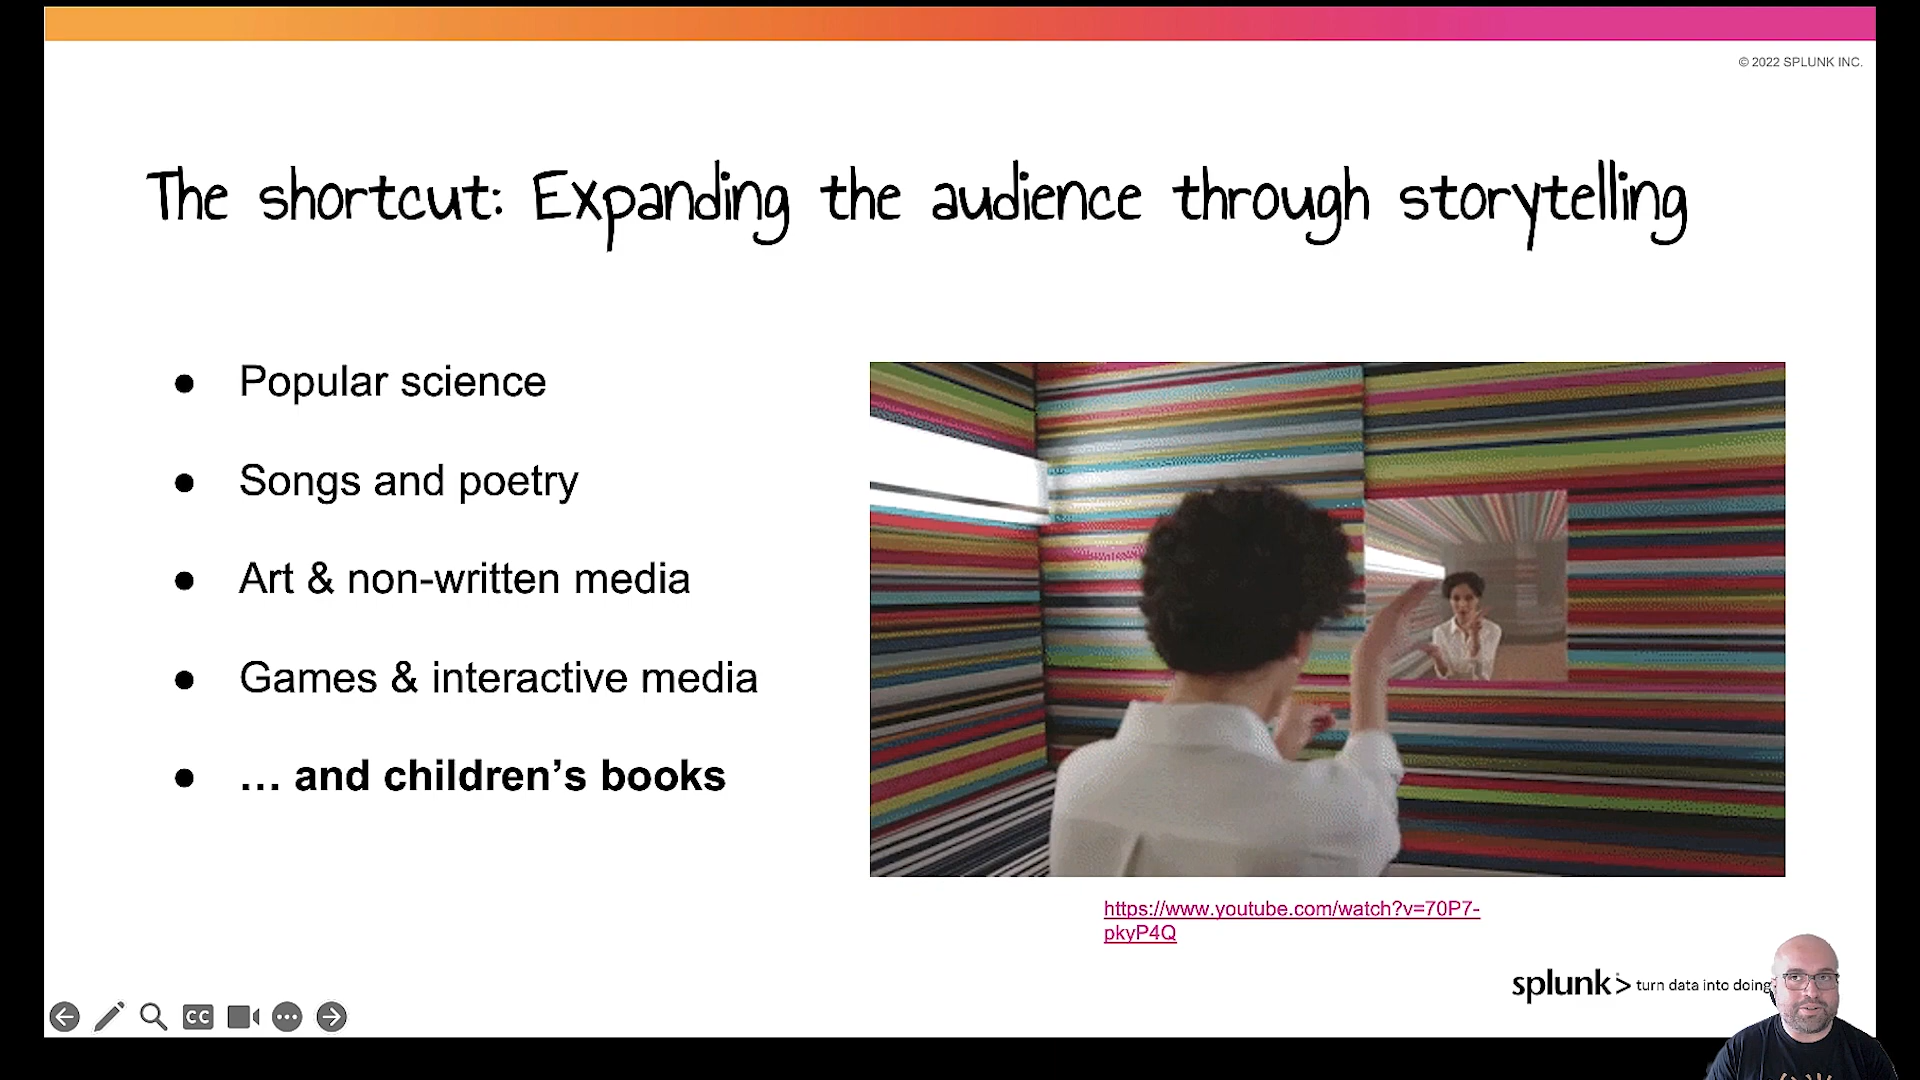 © 2022 SPLUNK INC.
The shortcut: Expanding the audience through storytelling
● Popular science
● Songs and poetry
● Art & non-written media
● Games & interactive media
● … and children’s books
https://www.youtube.com/watch?v=70P7-
pkyP4Q
splunk> turn data into doing
CC